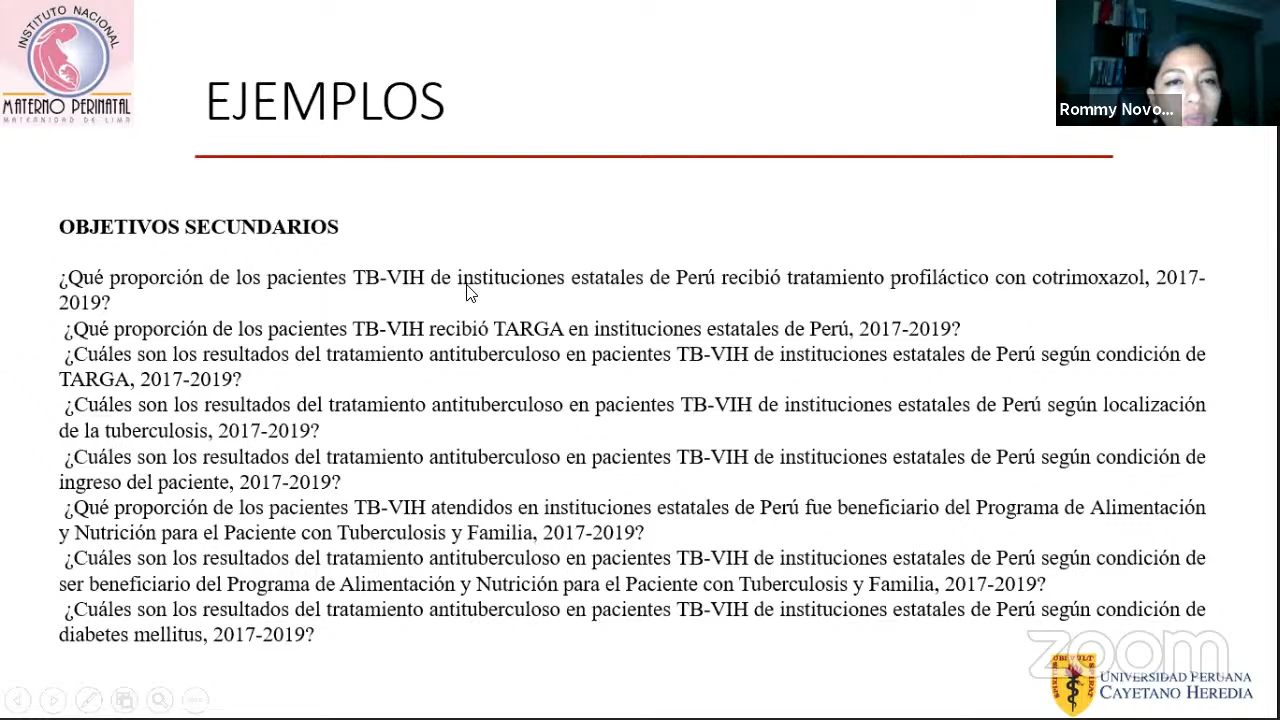 INSTITUTO NACIONAL
MATERNO PERINATAL
MATERNIDAD DE LIMA
EJEMPLOS
Rommy Novo...
OBJETIVOS SECUNDARIOS
¿Qué proporción de los pacientes TB-VIH de instituciones estatales de Perú recibió tratamiento profiláctico con cotrimoxazol, 2017-
2019?
¿Qué proporción de los pacientes TB-VIH recibió TARGA en instituciones estatales de Perú, 2017-2019?
¿Cuáles son los resultados del tratamiento antituberculoso en pacientes TB-VIH de instituciones estatales de Perú según condición de
TARGA, 2017-2019?
¿Cuáles son los resultados del tratamiento antituberculoso en pacientes TB-VIH de instituciones estatales de Perú según localización
de la tuberculosis, 2017-2019?
¿Cuáles son los resultados del tratamiento antituberculoso en pacientes TB-VIH de instituciones estatales de Perú según condición de
ingreso del paciente, 2017-2019?
¿Qué proporción de los pacientes TB-VIH atendidos en instituciones estatales de Perú fue beneficiario del Programa de Alimentación
y Nutrición para el Paciente con Tuberculosis y Familia, 2017-2019?
¿Cuáles son los resultados del tratamiento antituberculoso en pacientes TB-VIH de instituciones estatales de Perú según condición de
ser beneficiario del Programa de Alimentación y Nutrición para el Paciente con Tuberculosis y Familia, 2017-2019?
¿Cuáles son los resultados del tratamiento antituberculoso en pacientes TB-VIH de instituciones estatales de Perú según condición de
diabetes mellitus, 2017-2019?
zoom
UNIVERSIDAD PERUANA
CAYETANO HEREDIA